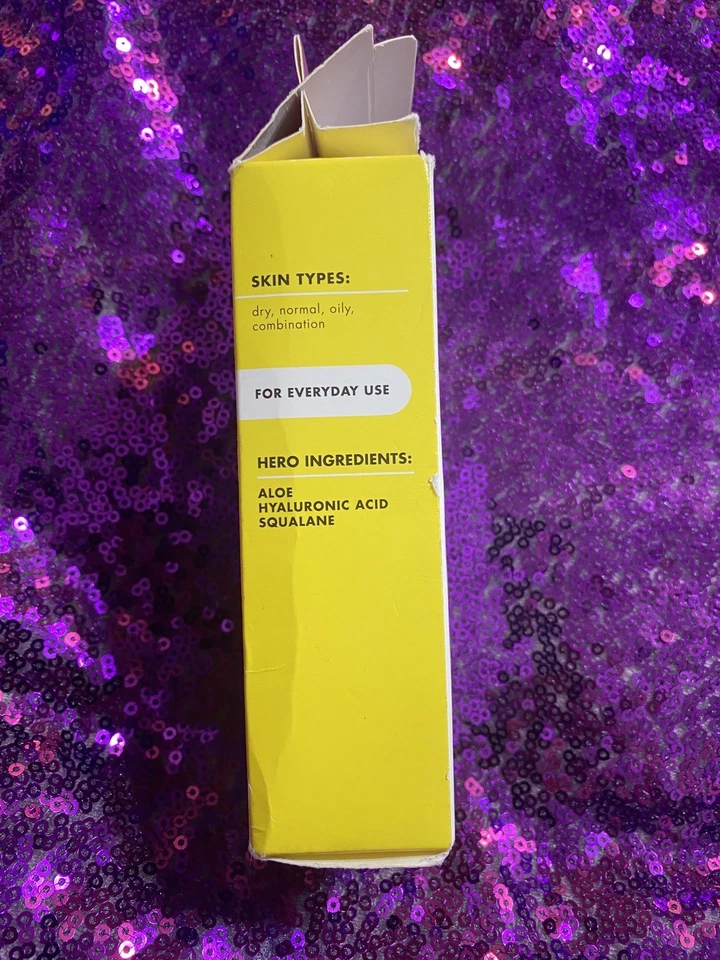 SKIN TYPES:
dry, normal, oily,
combination
FOR EVERYDAY USE
HERO INGREDIENTS:
ALOE
HYALURONIC ACID
SQUALANE